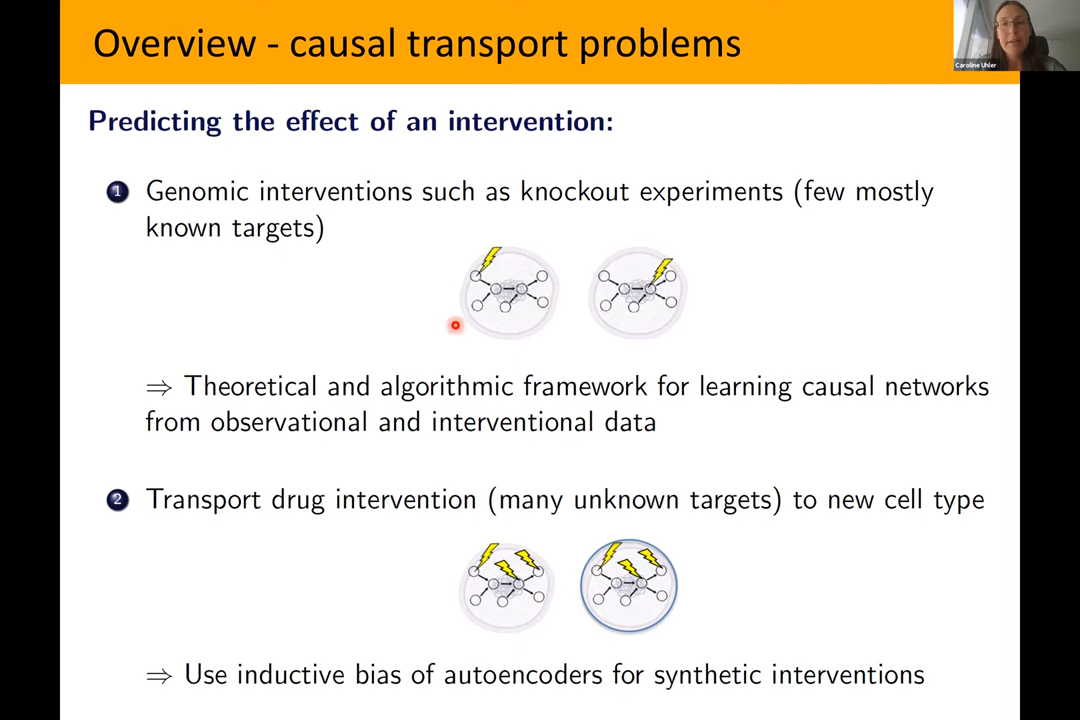 Overview - causal transport problems
Caroline Uhler
Predicting the effect of an intervention:
1 Genomic interventions such as knockout experiments (few mostly
known targets)
⇒ Theoretical and algorithmic framework for learning causal networks
from observational and interventional data
2 Transport drug intervention (many unknown targets) to new cell type
⇒ Use inductive bias of autoencoders for synthetic interventions